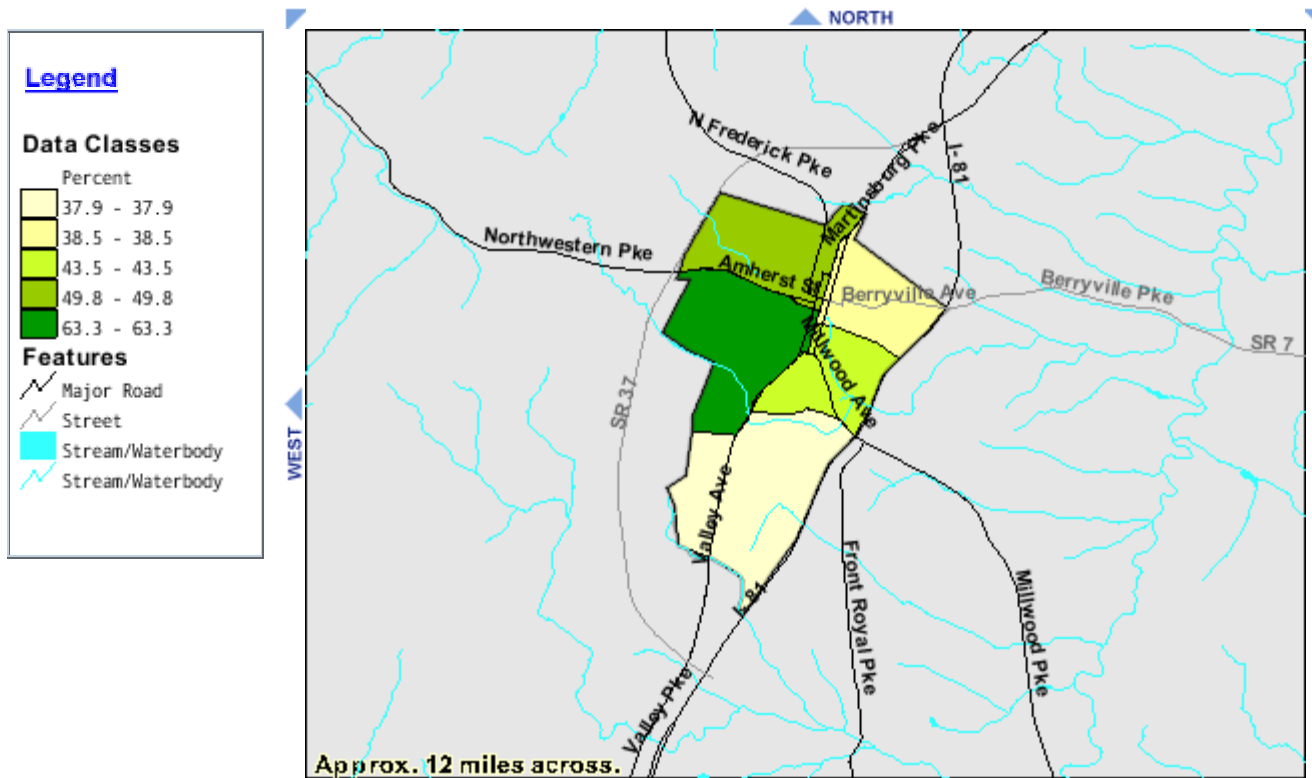 NORTH
Legend
Data Classes
Percent
37.9 - 37.9
38.5 - 38.5
43.5 - 43.5
49.8 - 49.8
63.3 - 63.3
Features
Major Road
Street
Stream/Waterbody
Stream/Waterbody
WEST
N Frederick Pke
Martinsburg Pke
I-81
Northwestern Pke
Amherst St
Berryville Ave
Berryville Pke
SR 7
Millwood Ave
SR 37
Valley Ave
I-81
Front Royal Pke
Millwood Pke
Valley Pke
Approx. 12 miles across.